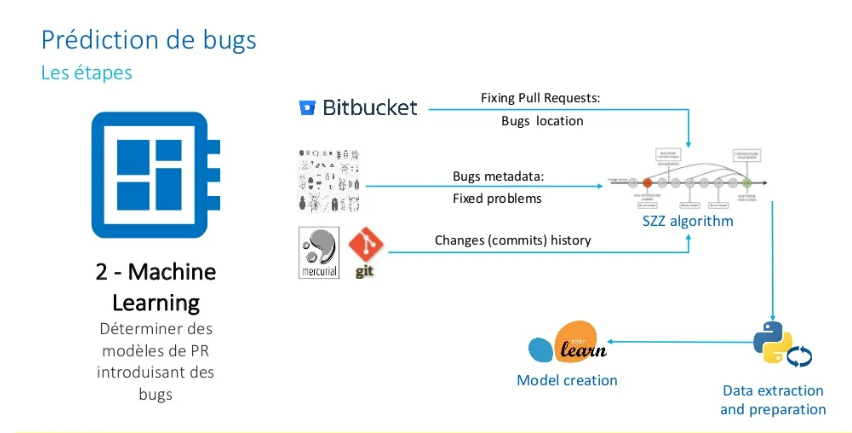 Prédiction de bugs
Les étapes
Bitbucket
Fixing Pull Requests:
Bugs location
Bugs metadata:
Fixed problems
SZZ algorithm
mercurial
git
Changes (commits) history
2 - Machine
Learning
Déterminer des
modèles de PR
introduisant des
bugs
learn
Model creation
Data extraction
and preparation